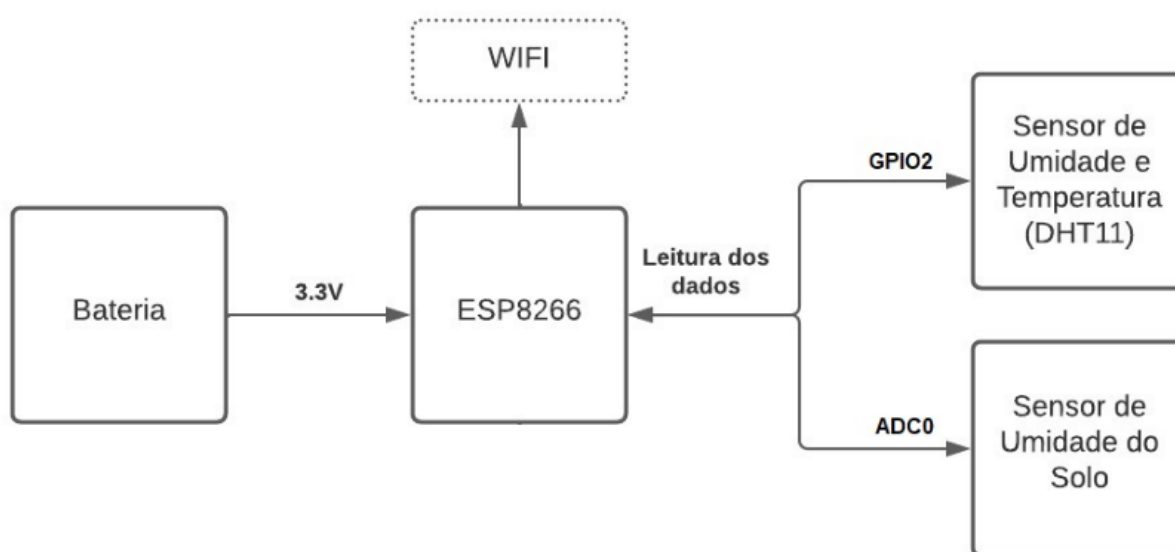 WIFI
Bateria
3.3V
ESP8266
Leitura dos
dados
GPIO2
Sensor de
Umidade e
Temperatura
(DHT11)
ADC0
Sensor de
Umidade do
Solo